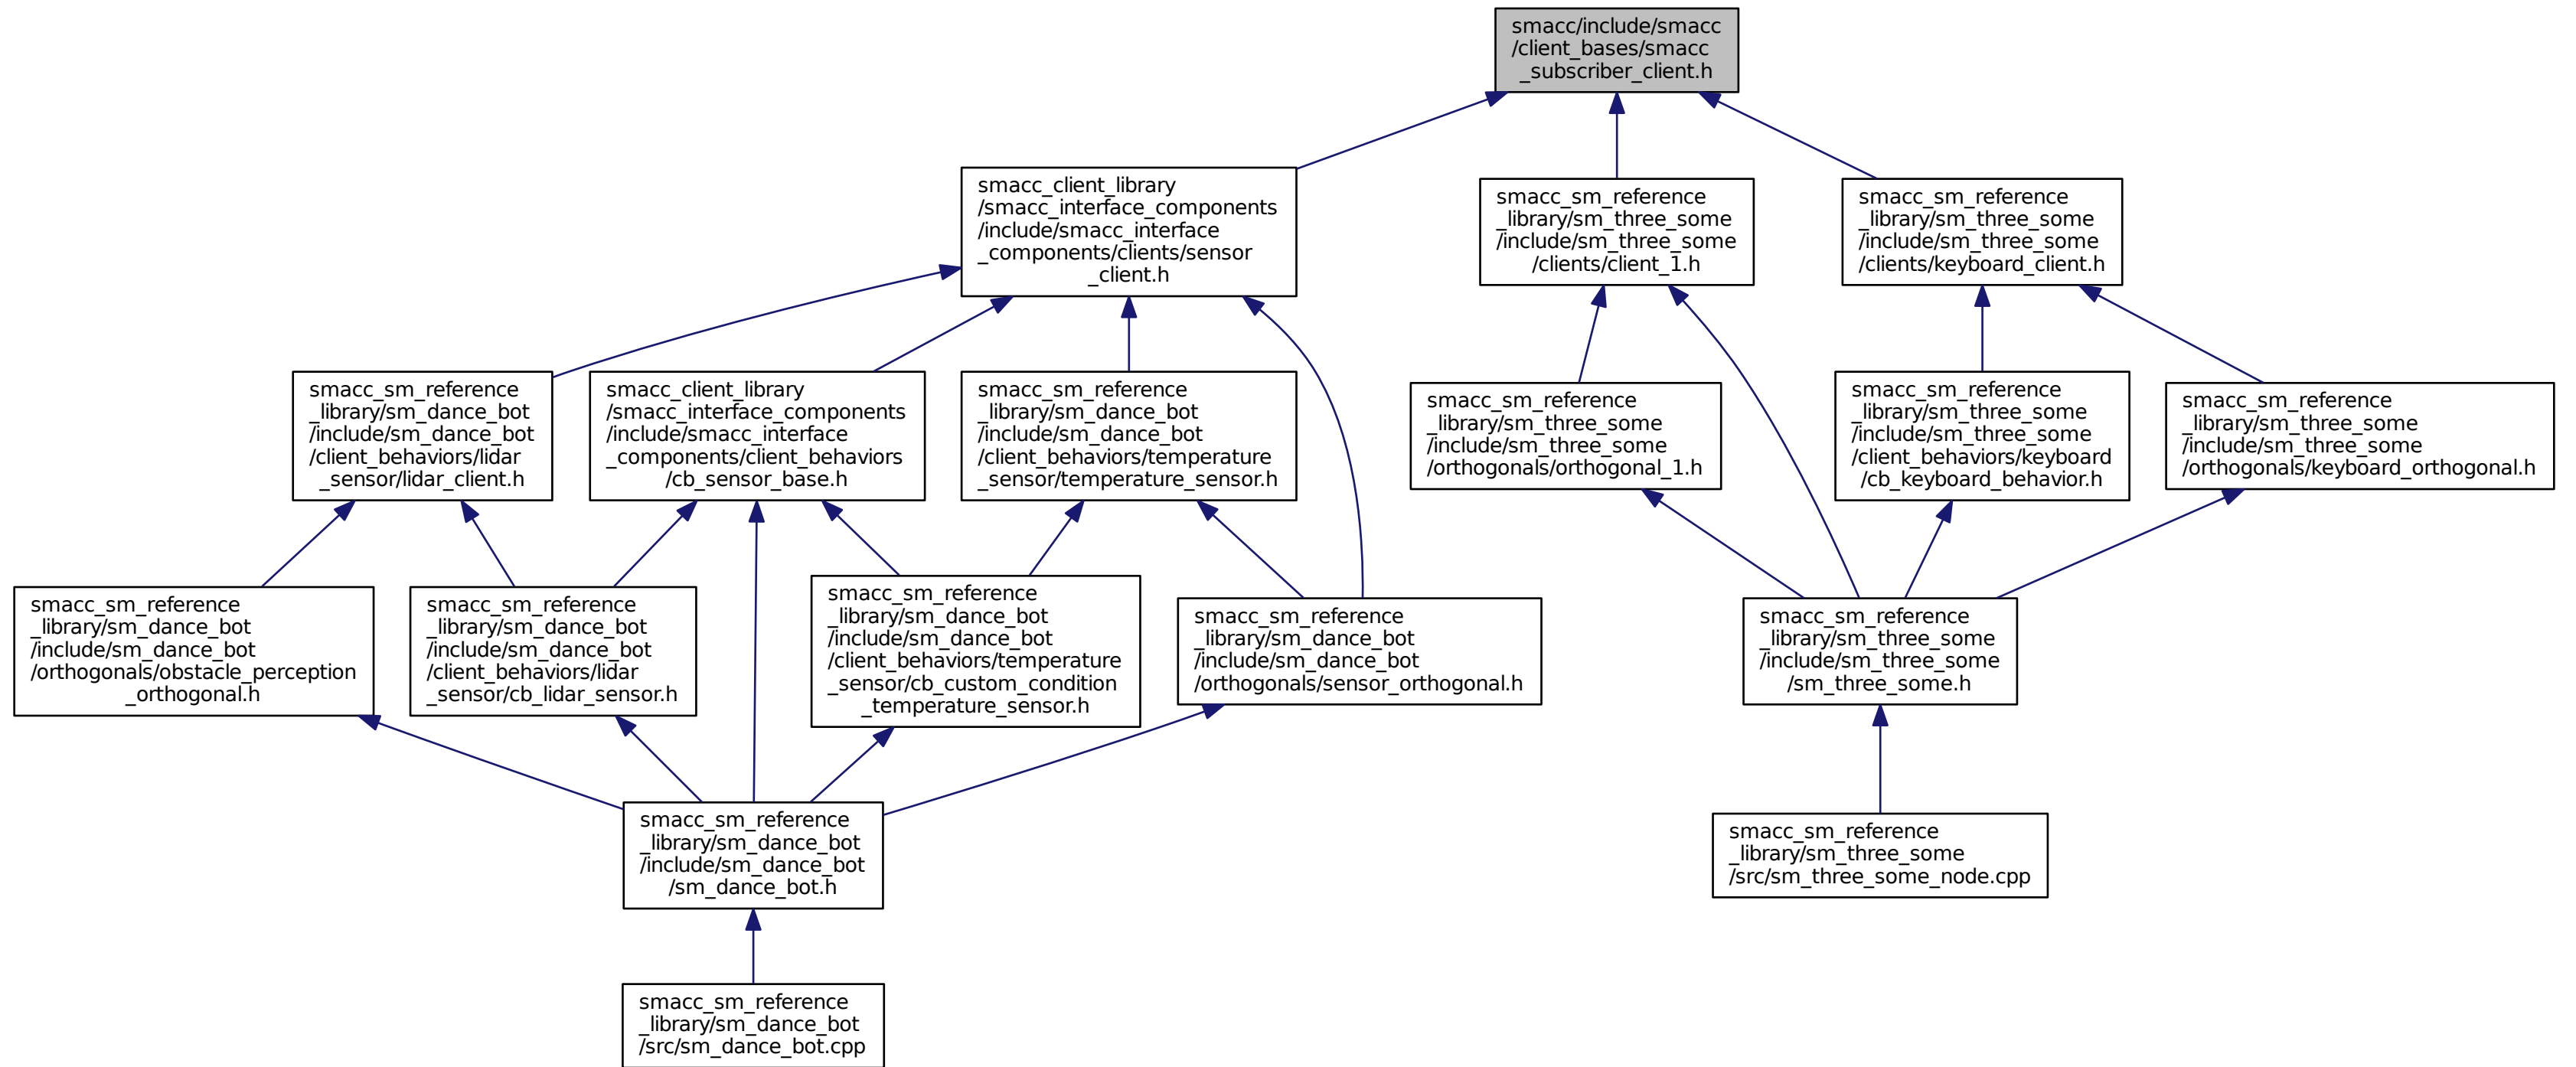 smacc/include/smacc
/client_bases/smacc
_subscriber_client.h
smacc_client_library
/smacc_interface_components
/include/smacc_interface
_components/clients/sensor
_client.h
smacc_sm_reference
_library/sm_three_some
/include/sm_three_some
/clients/client_1.h
smacc_sm_reference
_library/sm_three_some
/include/sm_three_some
/clients/keyboard_client.h
smacc_sm_reference
_library/sm_dance_bot
/include/sm_dance_bot
/client_behaviors/lidar
_sensor/lidar_client.h
smacc_client_library
/smacc_interface_components
/include/smacc_interface
_components/client_behaviors
/cb_sensor_base.h
smacc_sm_reference
_library/sm_dance_bot
/include/sm_dance_bot
/client_behaviors/temperature
_sensor/temperature_sensor.h
smacc_sm_reference
_library/sm_three_some
/include/sm_three_some
/orthogonals/orthogonal_1.h
smacc_sm_reference
_library/sm_three_some
/include/sm_three_some
/client_behaviors/keyboard
/cb_keyboard_behavior.h
smacc_sm_reference
_library/sm_three_some
/include/sm_three_some
/orthogonals/keyboard_orthogonal.h
smacc_sm_reference
_library/sm_dance_bot
/include/sm_dance_bot
/orthogonals/obstacle_perception
_orthogonal.h
smacc_sm_reference
_library/sm_dance_bot
/include/sm_dance_bot
/client_behaviors/lidar
_sensor/cb_lidar_sensor.h
smacc_sm_reference
_library/sm_dance_bot
/include/sm_dance_bot
/client_behaviors/temperature
_sensor/cb_custom_condition
_temperature_sensor.h
smacc_sm_reference
_library/sm_dance_bot
/include/sm_dance_bot
/orthogonals/sensor_orthogonal.h
smacc_sm_reference
_library/sm_three_some
/include/sm_three_some
/sm_three_some.h
smacc_sm_reference
_library/sm_dance_bot
/include/sm_dance_bot
/sm_dance_bot.h
smacc_sm_reference
_library/sm_three_some
/src/sm_three_some_node.cpp
smacc_sm_reference
_library/sm_dance_bot
/src/sm_dance_bot.cpp